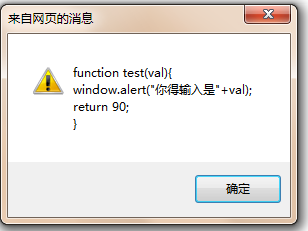 来自网页的消息
function test(val){
window.alert("你得输入是"+val);
return 90;
}
确定